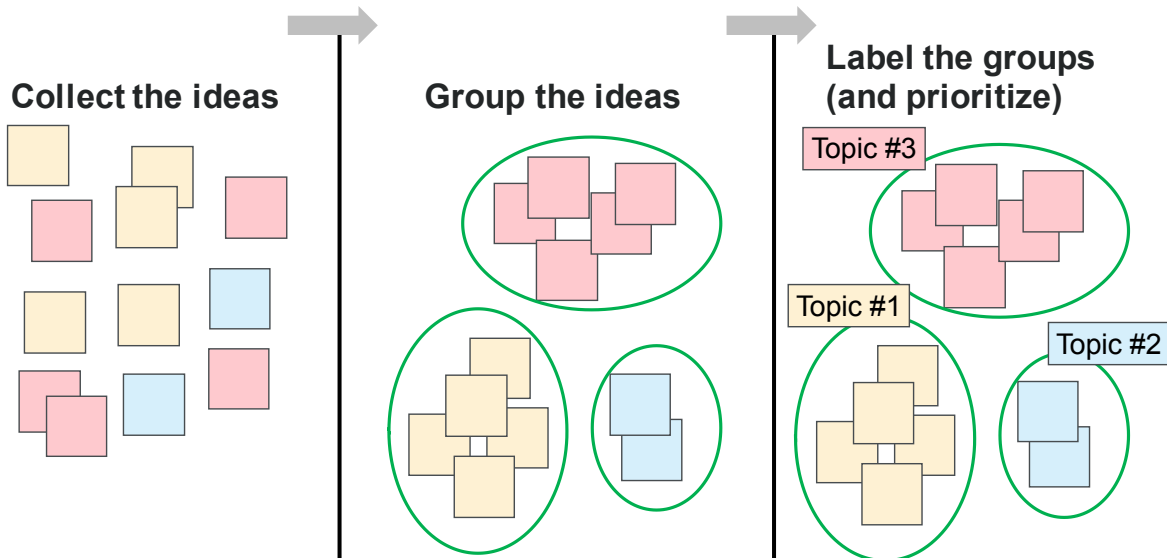 Collect the ideas
Group the ideas
Label the groups
(and prioritize)
Topic #3
Topic #1
Topic #2